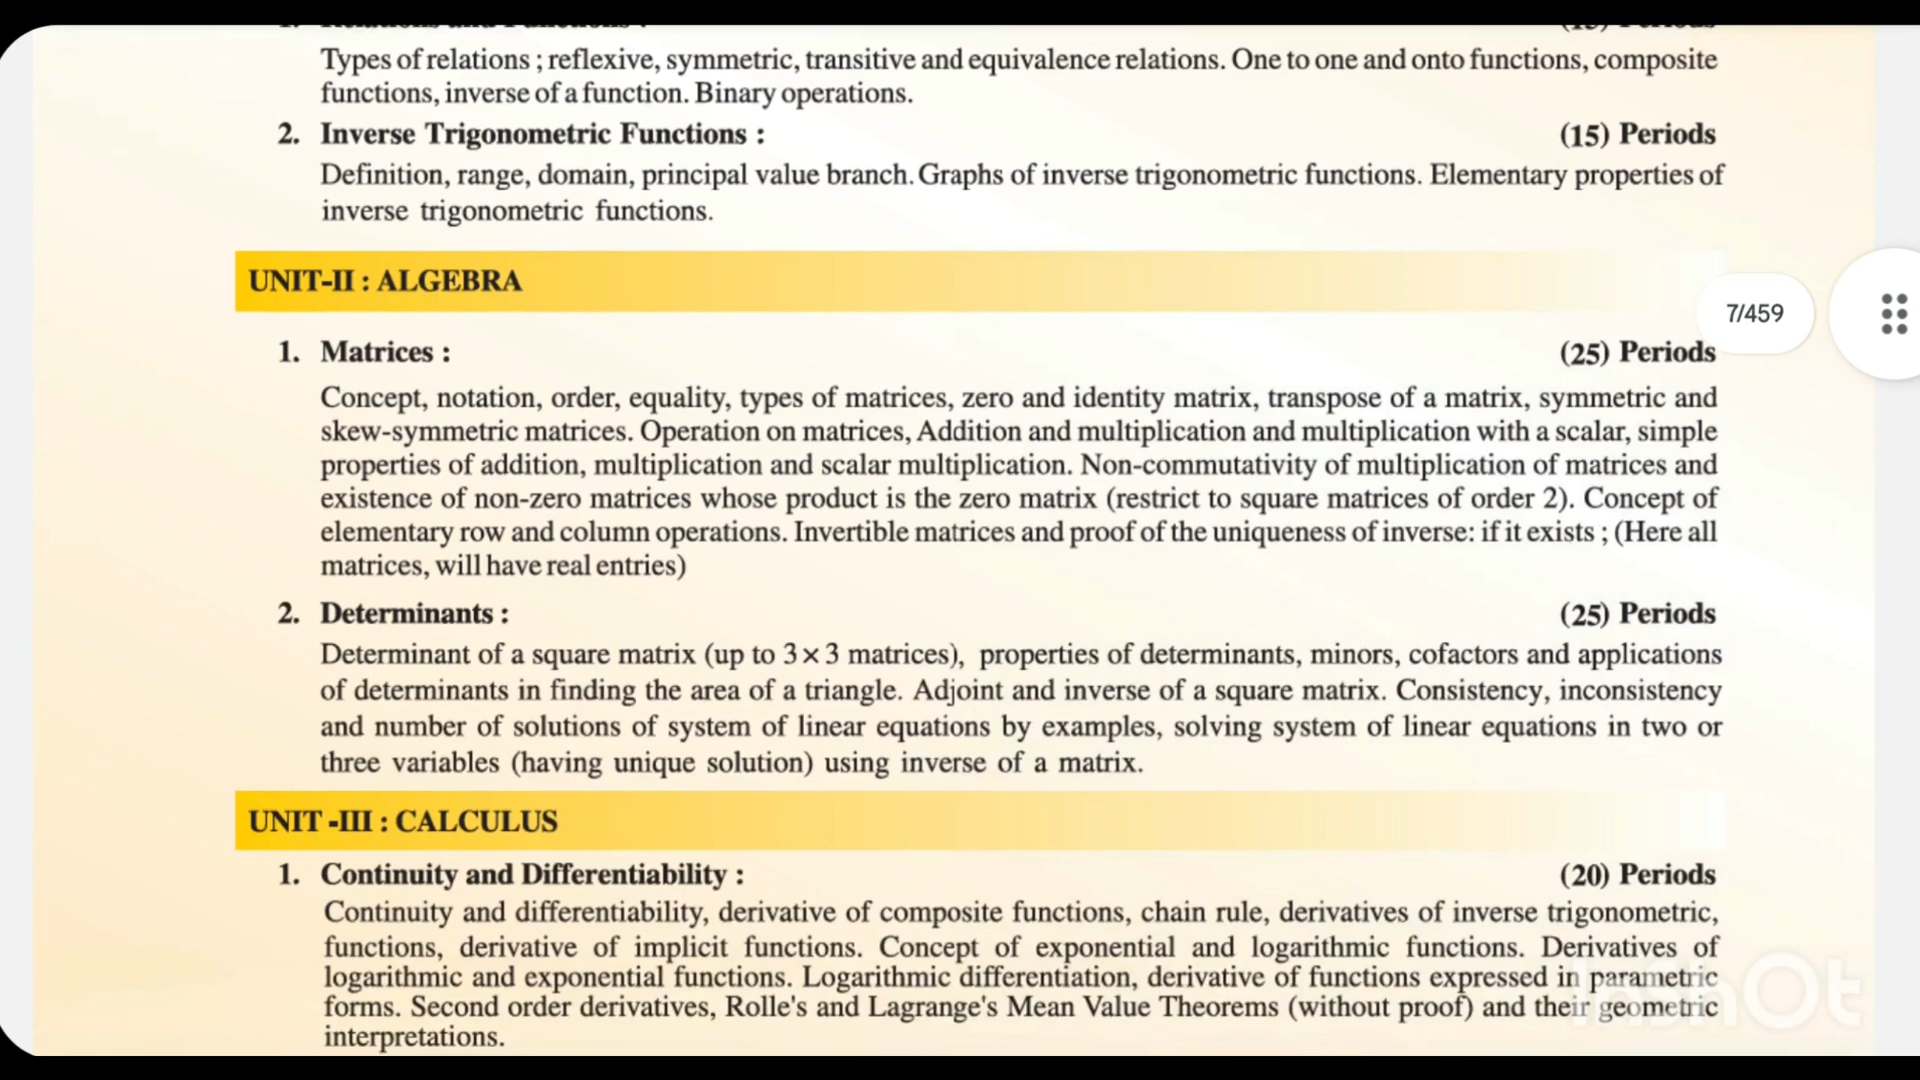 1. Relations and Functions : (15) Periods
Types of relations ; reflexive, symmetric, transitive and equivalence relations. One to one and onto functions, composite
functions, inverse of a function. Binary operations.
2. Inverse Trigonometric Functions : (15) Periods
Definition, range, domain, principal value branch. Graphs of inverse trigonometric functions. Elementary properties of
inverse trigonometric functions.
UNIT-II : ALGEBRA
7/459
1. Matrices : (25) Periods
Concept, notation, order, equality, types of matrices, zero and identity matrix, transpose of a matrix, symmetric and
skew-symmetric matrices. Operation on matrices, Addition and multiplication and multiplication with a scalar, simple
properties of addition, multiplication and scalar multiplication. Non-commutativity of multiplication of matrices and
existence of non-zero matrices whose product is the zero matrix (restrict to square matrices of order 2). Concept of
elementary row and column operations. Invertible matrices and proof of the uniqueness of inverse: if it exists ; (Here all
matrices, will have real entries)
2. Determinants : (25) Periods
Determinant of a square matrix (up to 3 × 3 matrices), properties of determinants, minors, cofactors and applications
of determinants in finding the area of a triangle. Adjoint and inverse of a square matrix. Consistency, inconsistency
and number of solutions of system of linear equations by examples, solving system of linear equations in two or
three variables (having unique solution) using inverse of a matrix.
UNIT -III : CALCULUS
1. Continuity and Differentiability : (20) Periods
Continuity and differentiability, derivative of composite functions, chain rule, derivatives of inverse trigonometric,
functions, derivative of implicit functions. Concept of exponential and logarithmic functions. Derivatives of
logarithmic and exponential functions. Logarithmic differentiation, derivative of functions expressed in parametric
forms. Second order derivatives, Rolle's and Lagrange's Mean Value Theorems (without proof) and their geometric
interpretations.
InShOt